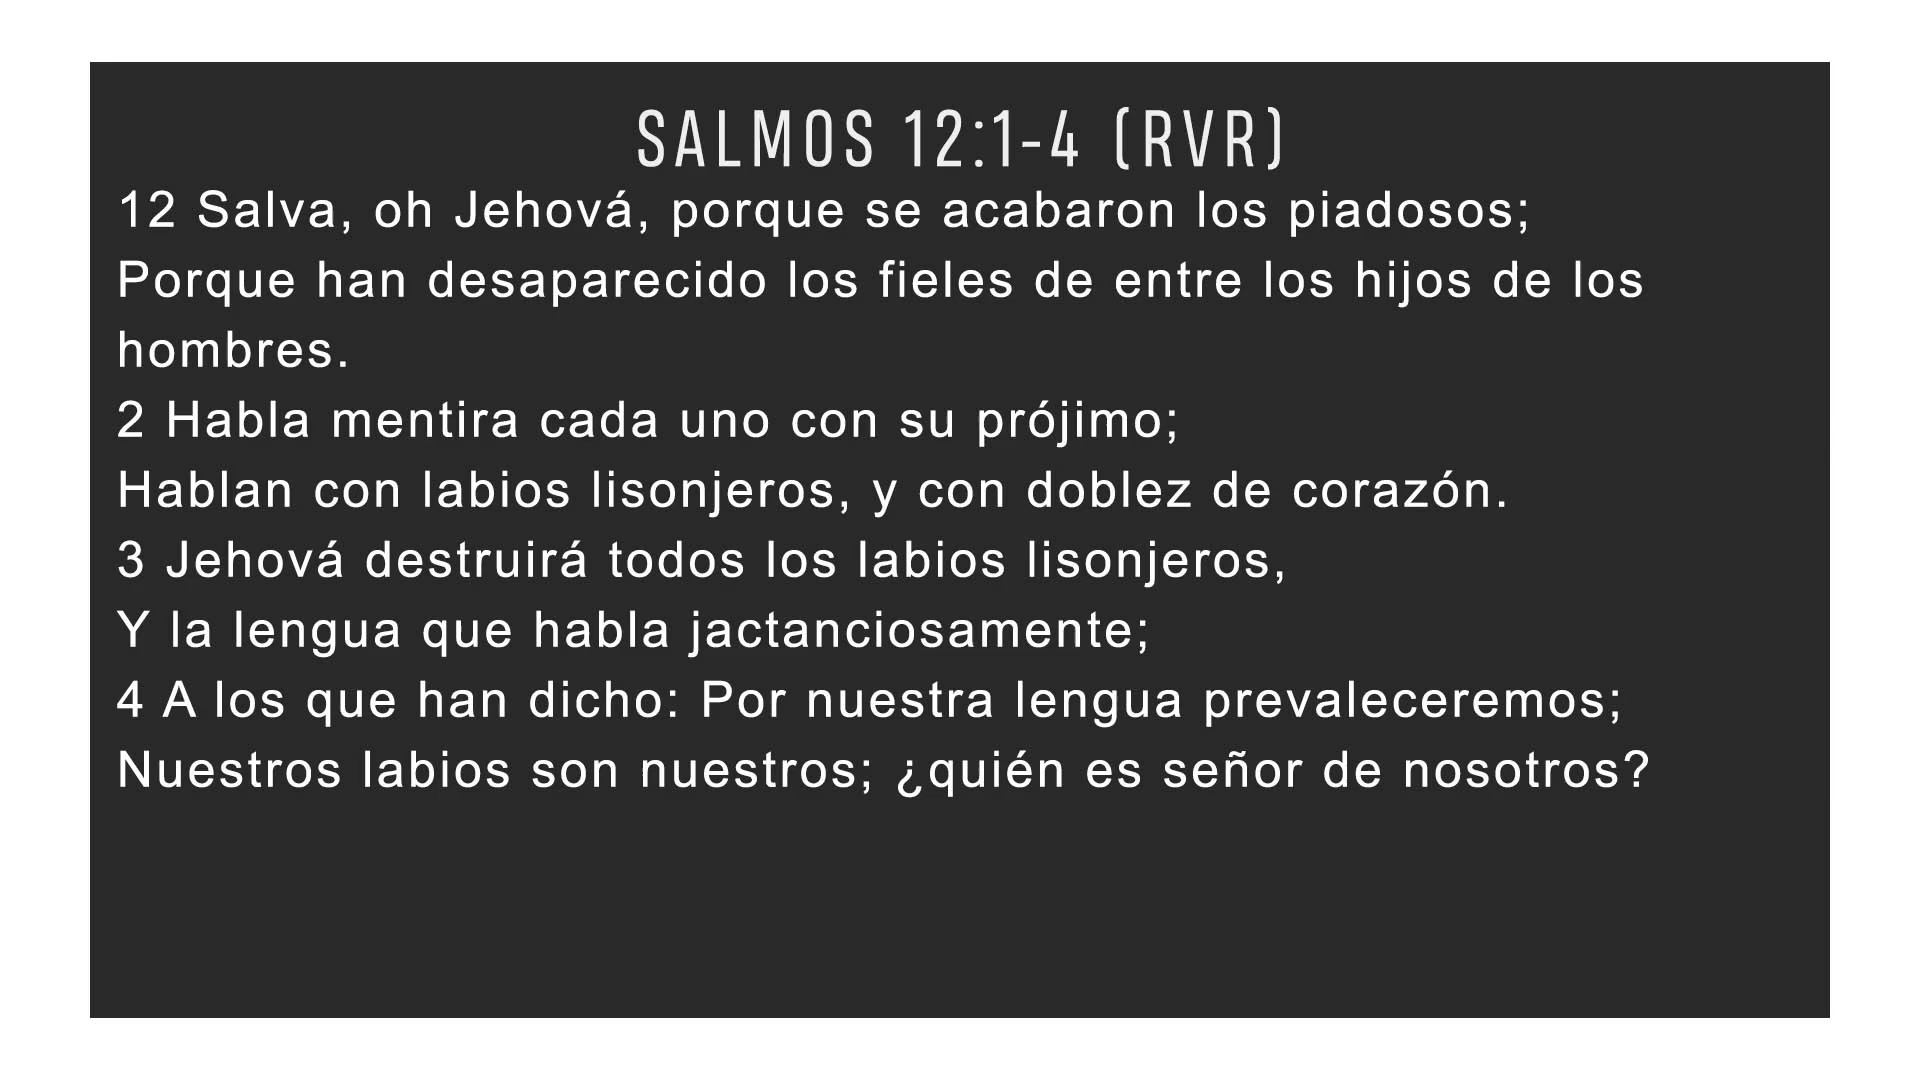 SALMOS 12:1-4 (RVR)
12 Salva, oh Jehová, porque se acabaron los piadosos;
Porque han desaparecido los fieles de entre los hijos de los
hombres.
2 Habla mentira cada uno con su prójimo;
Hablan con labios lisonjeros, y con doblez de corazón.
3 Jehová destruirá todos los labios lisonjeros,
Y la lengua que habla jactanciosamente;
4 A los que han dicho: Por nuestra lengua prevaleceremos;
Nuestros labios son nuestros; ¿quién es señor de nosotros?